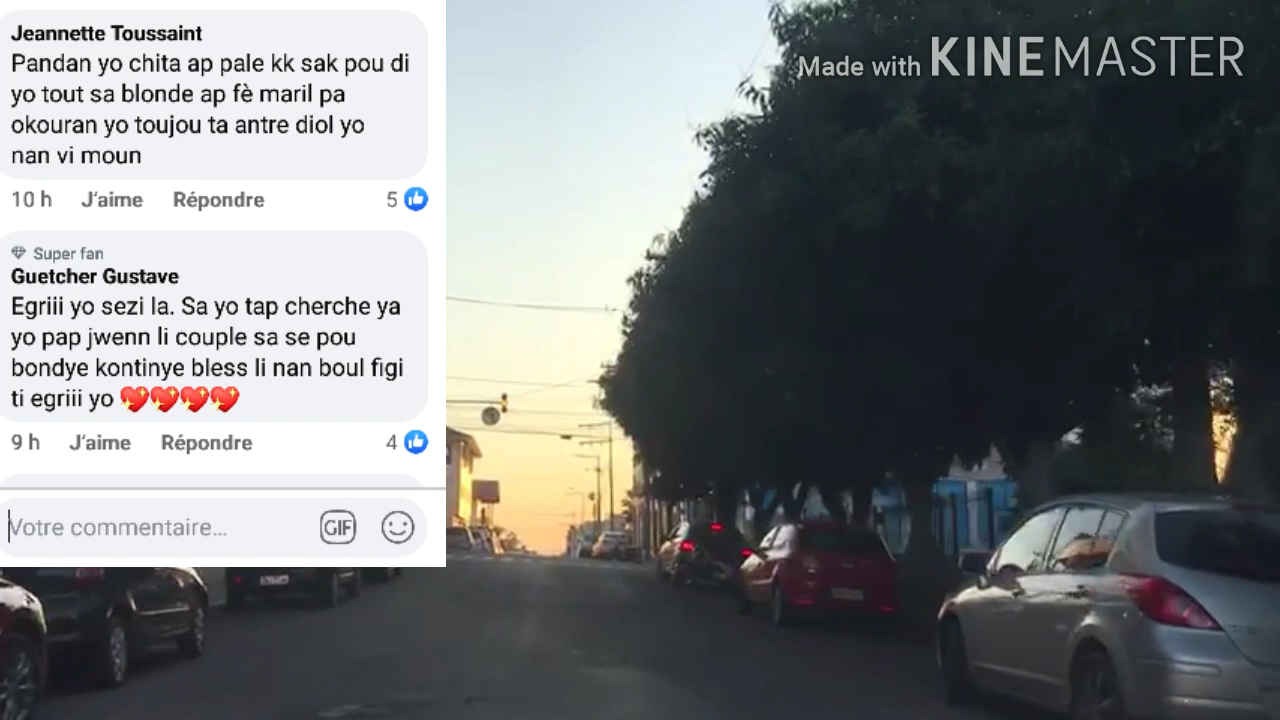 Jeannette Toussaint
Pandan yo chita ap pale kk sak pou di
yo tout sa blonde ap fè maril pa
okouran yo toujou ta antre diol yo
nan vi moun
10 h J'aime Répondre 5
Super fan
Guetcher Gustave
Egriii yo sezi la. Sa yo tap cherche ya
yo pap jwenn li couple sa se pou
bondye kontinye bless li nan boul figi
ti egriii yo 💖💖💖💖
9 h J'aime Répondre 4
Votre commentaire...
GIF
Made with KINEMASTER